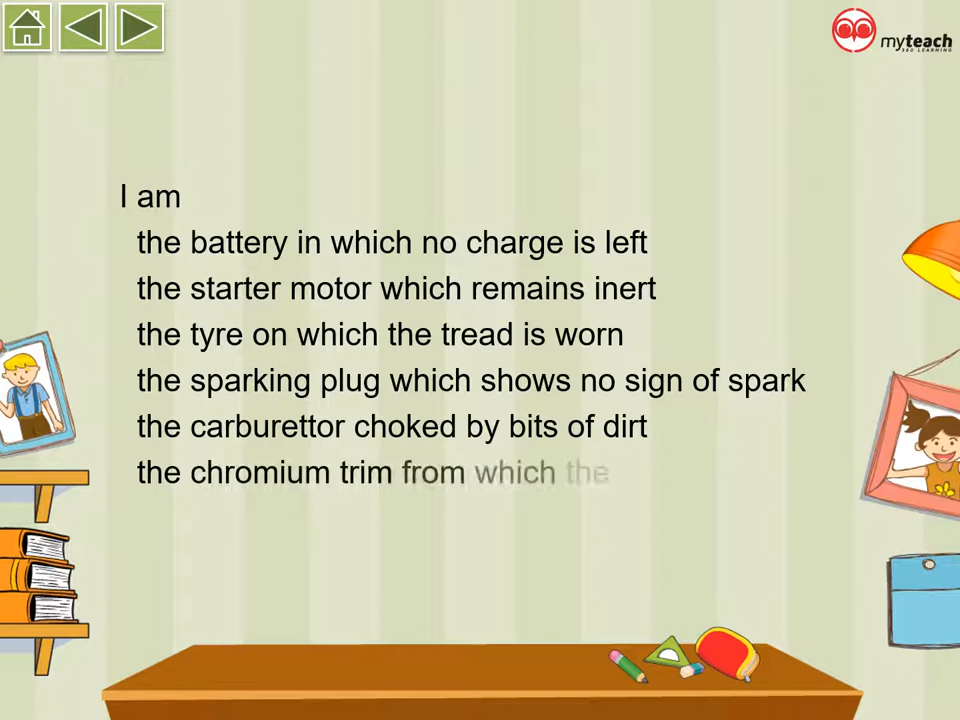 myteach
360 LEARNING
I am
the battery in which no charge is left
the starter motor which remains inert
the tyre on which the tread is worn
the sparking plug which shows no sign of spark
the carburettor choked by bits of dirt
the chromium trim from which the